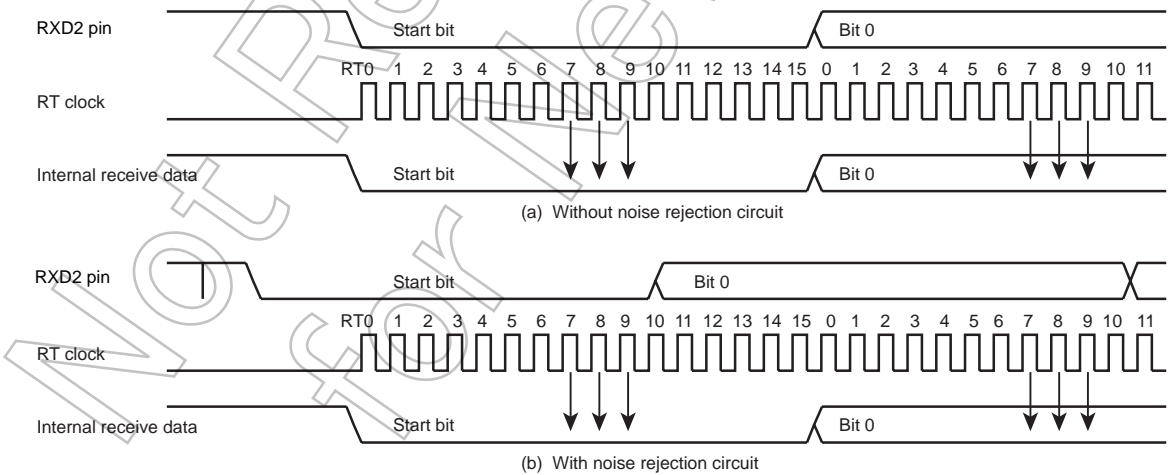 RXD2 pin Start bit Bit 0
RT0 1 2 3 4 5 6 7 8 9 10 11 12 13 14 15 0 1 2 3 4 5 6 7 8 9 10 11
RT clock
Internal receive data Start bit Bit 0
(a) Without noise rejection circuit
RXD2 pin Start bit Bit 0
RT0 1 2 3 4 5 6 7 8 9 10 11 12 13 14 15 0 1 2 3 4 5 6 7 8 9 10 11
RT clock
Internal receive data Start bit Bit 0
(b) With noise rejection circuit
Not Re
for Ne